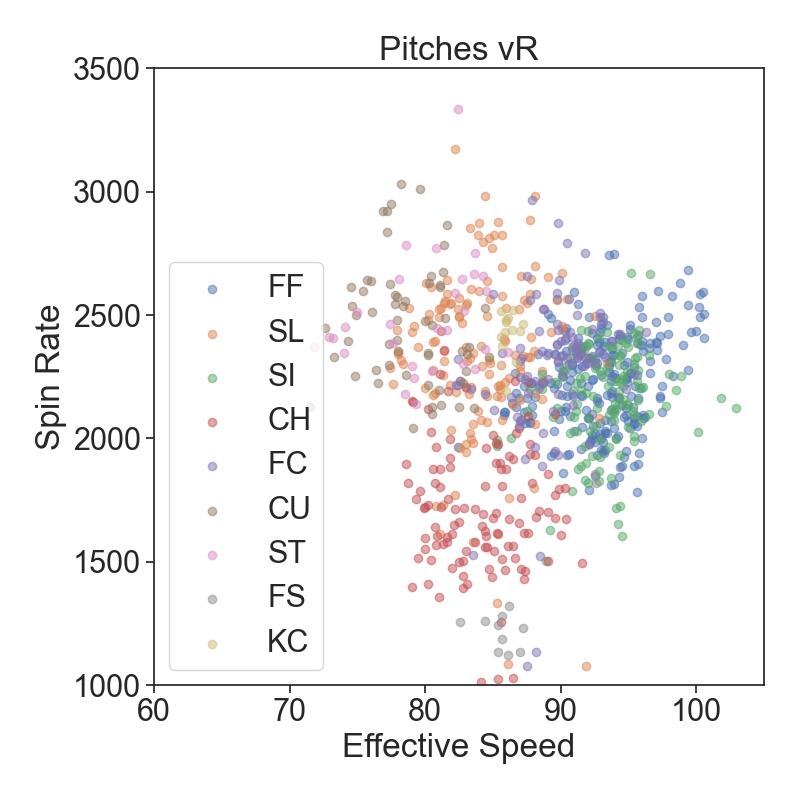 Pitches vR
3500
3000
2500
2000
1500
1000
Spin Rate
FF
SL
SI
CH
FC
CU
ST
FS
KC
60 70 80 90 100
Effective Speed